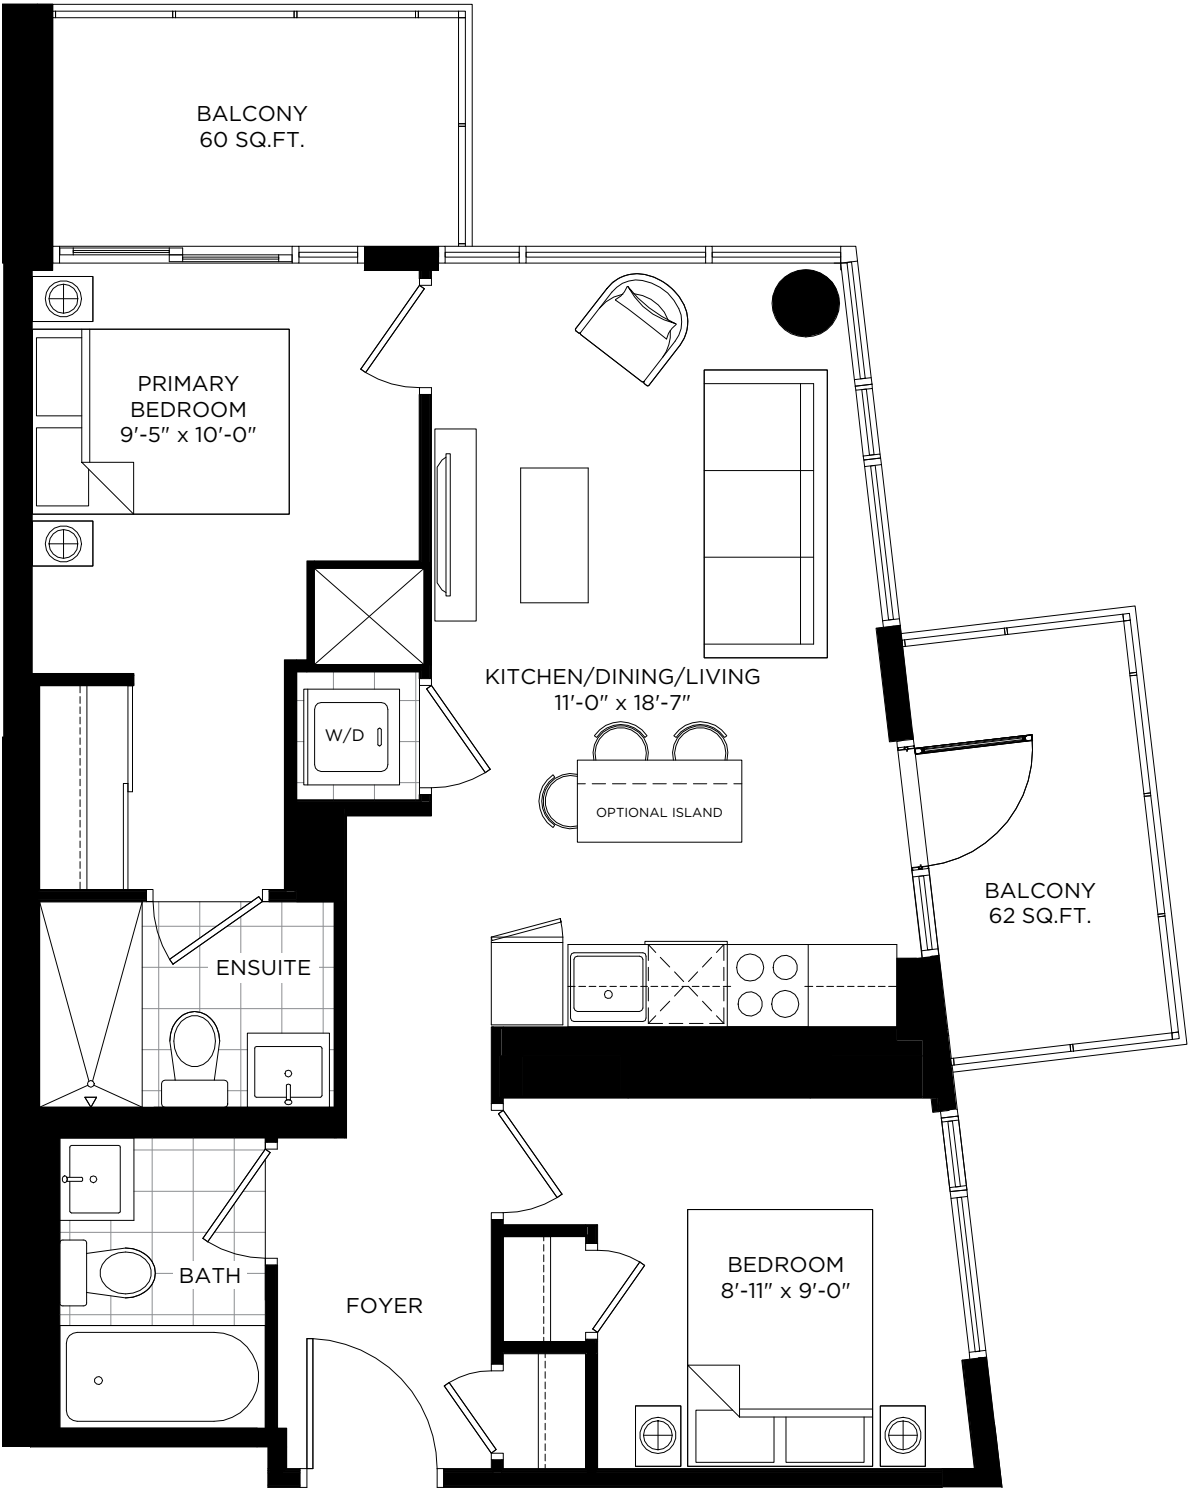 BALCONY
60 SQ.FT.
PRIMARY
BEDROOM
9'-5" x 10'-0"
KITCHEN/DINING/LIVING
11'-0" x 18'-7"
W/D
OPTIONAL ISLAND
BALCONY
62 SQ.FT.
ENSUITE
BATH
FOYER
BEDROOM
8'-11" x 9'-0"